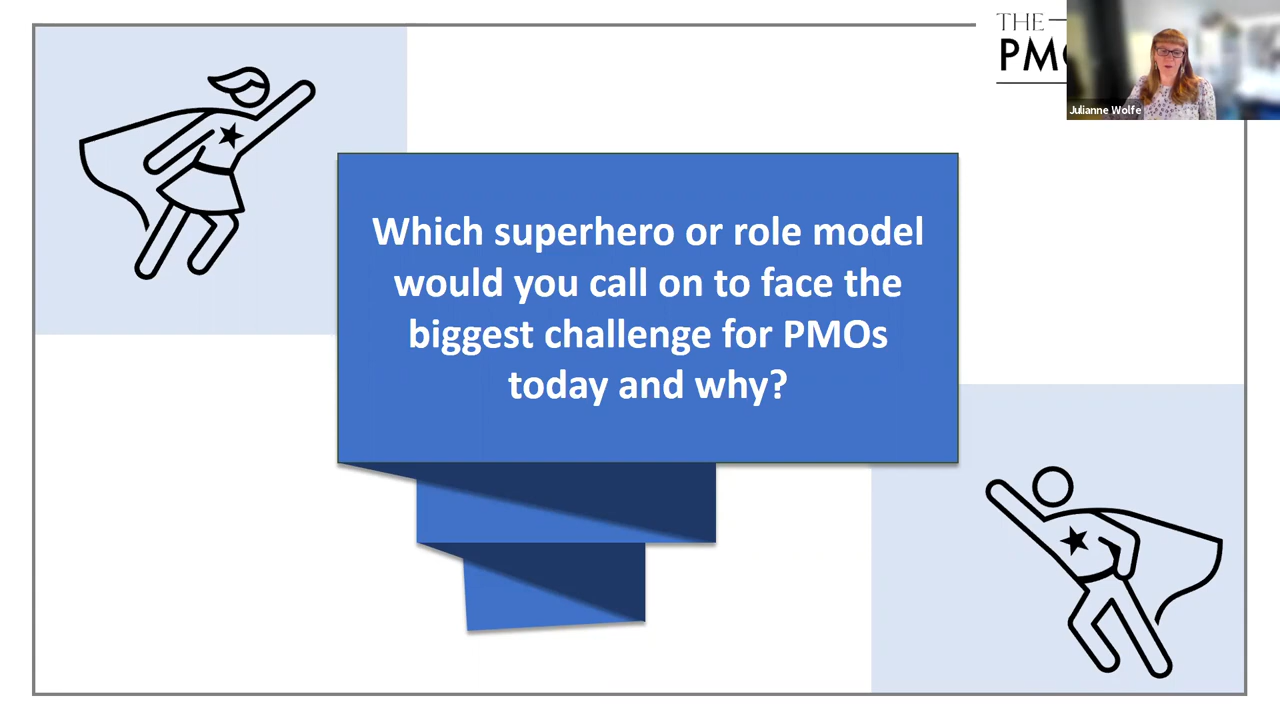 THE
Julianne Wolfe
Which superhero or role model
would you call on to face the
biggest challenge for PMOs
today and why?